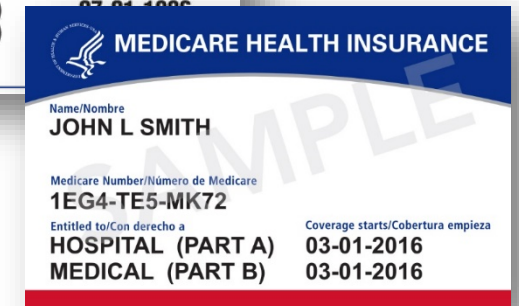 MEDICARE HEALTH INSURANCE
Name/Nombre
JOHN L SMITH
Medicare Number/Número de Medicare
1EG4-TE5-MK72
Entitled to/Con derecho a
Coverage starts/Cobertura empieza
HOSPITAL (PART A) 03-01-2016
MEDICAL (PART B) 03-01-2016
SAMPLE